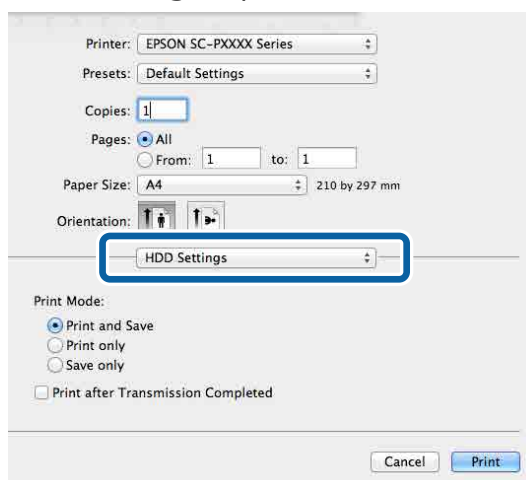 Printer: EPSON SC-PXXXX Series
Presets: Default Settings
Copies: 1
Pages: All
From: 1 to: 1
Paper Size: A4 210 by 297 mm
Orientation:
HDD Settings
Print Mode:
Print and Save
Print only
Save only
Print after Transmission Completed
Cancel Print